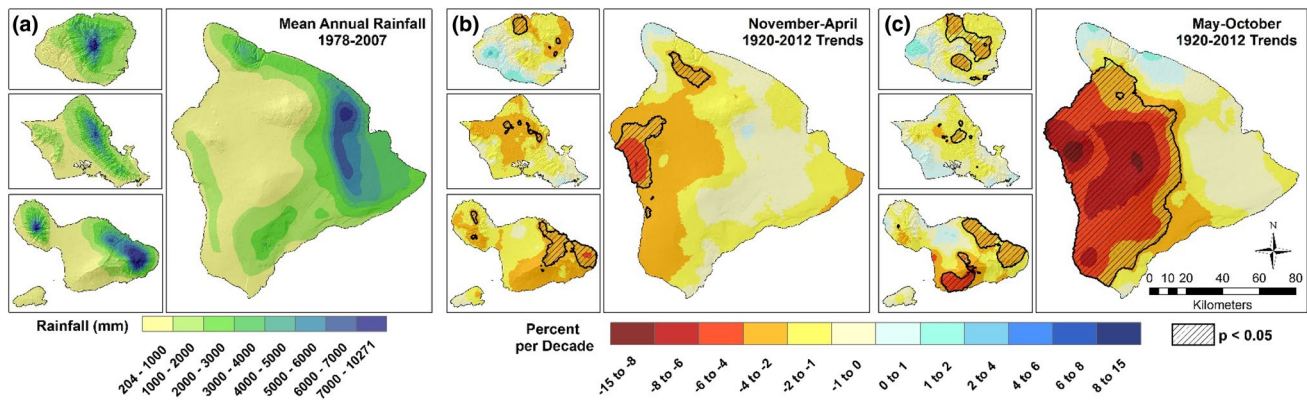 (a)
Mean Annual Rainfall
1978-2007
(b)
November-April
1920-2012 Trends
(c)
May-October
1920-2012 Trends
N
0 10 20 40 60 80
Kilometers
Rainfall (mm)
204 - 1000
1000 - 2000
2000 - 3000
3000 - 4000
4000 - 5000
5000 - 6000
6000 - 7000
7000 - 10271
Percent
per Decade
-15 to -8
-8 to -6
-6 to -4
-4 to -2
-2 to -1
-1 to 0
0 to 1
1 to 2
2 to 4
4 to 6
6 to 8
8 to 15
p < 0.05